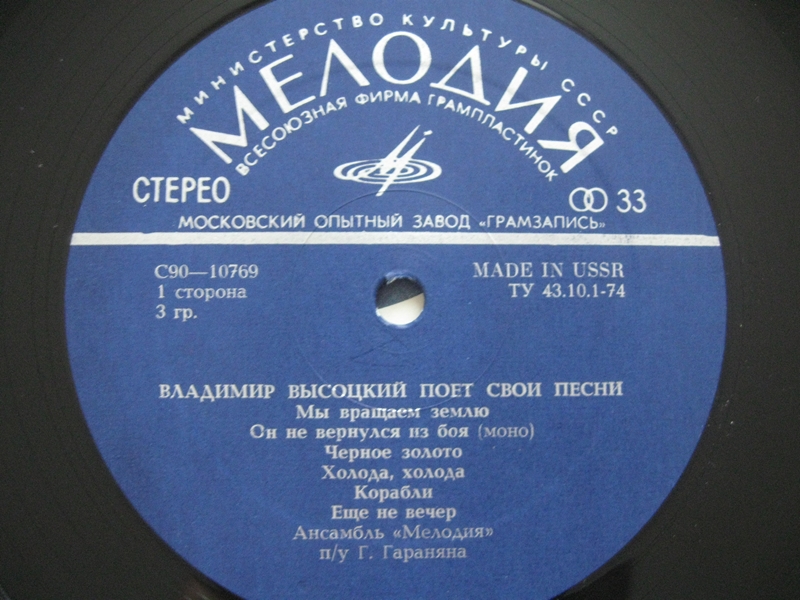 МИНИСТЕРСТВО КУЛЬТУРЫ СССР
МЕЛОДИЯ
ВСЕСОЮЗНАЯ ФИРМА ГРАМПЛАСТИНОК
СТЕРЕО
33
МОСКОВСКИЙ ОПЫТНЫЙ ЗАВОД «ГРАМЗАПИСЬ»
С90—10769
1 сторона
3 гр.
MADE IN USSR
ТУ 43.10.1-74
ВЛАДИМИР ВЫСОЦКИЙ ПОЕТ СВОИ ПЕСНИ
Мы вращаем землю
Он не вернулся из боя (моно)
Черное золото
Холода, холода
Корабли
Еще не вечер
Ансамбль «Мелодия»
п/у Г. Гараняна